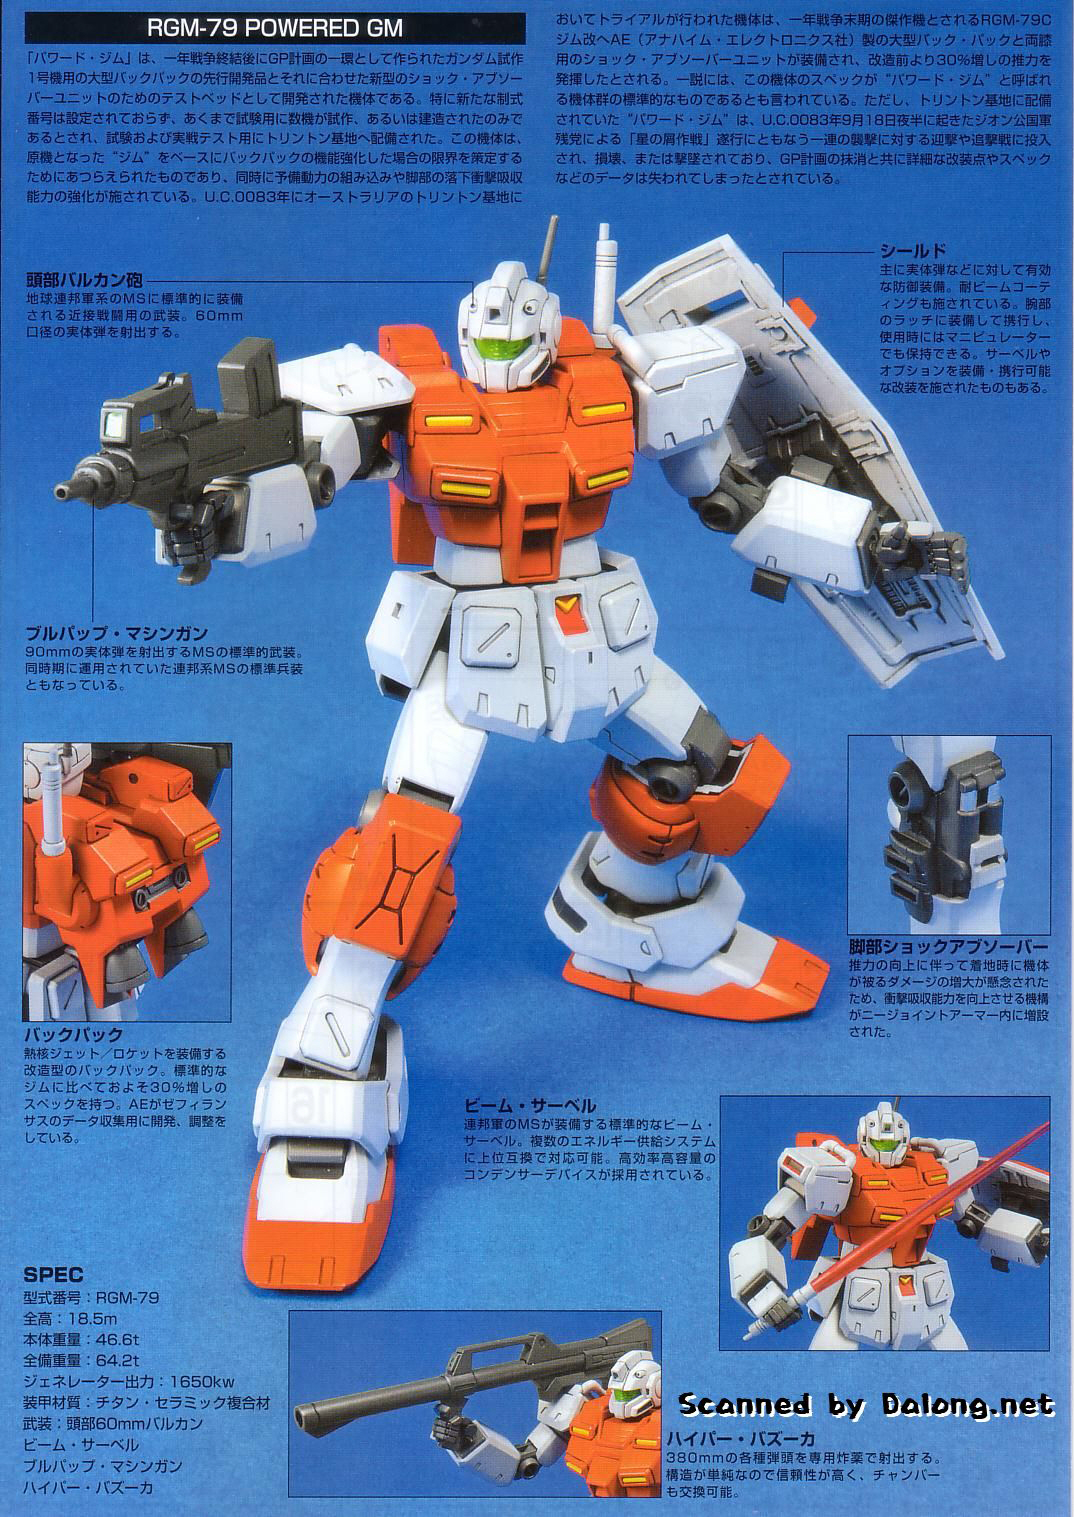 RGM-79 POWERED GM
「パワード・ジム」は、一年戦争終結後にGP計画の一環として作られたガンダム試作
1号機用の大型バックパックの先行開発品とそれに合わせた新型のショック・アブソー
バーユニットのためのテストベッドとして開発された機体である。特に新たな制式
番号は設定されておらず、あくまで試験用に数機が試作、あるいは建造されたのみで
あるとされ、試験および実戦テスト用にトリントン基地へ配備された。この機体は、
原機となった“ジム”をベースにバックパックの機能強化した場合の限界を策定する
ためにあつらえられたものであり、同時に予備動力の組み込みや脚部の落下衝撃吸収
能力の強化が施されている。U.C.0083年にオーストラリアのトリントン基地に
おいてトライアルが行われた機体は、一年戦争末期の傑作機とされるRGM-79C
ジム改へAE（アナハイム・エレクトロニクス社）製の大型バック・パックと両膝
用のショック・アブソーバーユニットが装備され、改造前より30%増しの推力を
発揮したとされる。一説には、この機体のスペックが“パワード・ジム”と呼ばれ
る機体群の標準的なものであるとも言われている。ただし、トリントン基地に配備
されていた“パワード・ジム”は、U.C.0083年9月18日夜半に起きたジオン公国軍
残党による「星の屑作戦」遂行にともなう一連の襲撃に対する迎撃や追撃戦に投入
され、損壊、または撃墜されており、GP計画の抹消と共に詳細な改装点やスペック
などのデータは失われてしまったとされている。
頭部バルカン砲
地球連邦軍系のMSに標準的に装備
される近接戦闘用の武装。60mm
口径の実体弾を射出する。
シールド
主に実体弾などに対して有効
な防御装備。耐ビームコーテ
ィングも施されている。腕部
のラッチに装備して携行し、
使用時にはマニピュレーター
でも保持できる。サーベルや
オプションを装備・携行可能
な改装を施されたものもある。
ブルパップ・マシンガン
90mmの実体弾を射出するMSの標準的武装。
同時期に運用されていた連邦系MSの標準兵装
ともなっている。
脚部ショックアブソーバー
推力の向上に伴って着地時に機体
が被るダメージの増大が懸念された
ため、衝撃吸収能力を向上させる機構
がニージョイントアーマー内に増設
された。
バックパック
熱核ジェット／ロケットを装備する
改造型のバックパック。標準的な
ジムに比べておよそ30%増しの
スペックを持つ。AEがゼフィラン
サスのデータ収集用に開発、調整を
している。
ビーム・サーベル
連邦軍のMSが装備する標準的なビーム・
サーベル。複数のエネルギー供給システム
に上位互換で対応可能。高効率高容量の
コンデンサーデバイスが採用されている。
SPEC
型式番号：RGM-79
全高：18.5m
本体重量：46.6t
全備重量：64.2t
ジェネレーター出力：1650kw
装甲材質：チタン・セラミック複合材
武装：頭部60mmバルカン
ビーム・サーベル
ブルパップ・マシンガン
ハイパー・バズーカ
Scanned by Dalong.net
ハイパー・バズーカ
380mmの各種弾頭を専用炸薬で射出する。
構造が単純なので信頼性が高く、チャンバー
も交換可能。